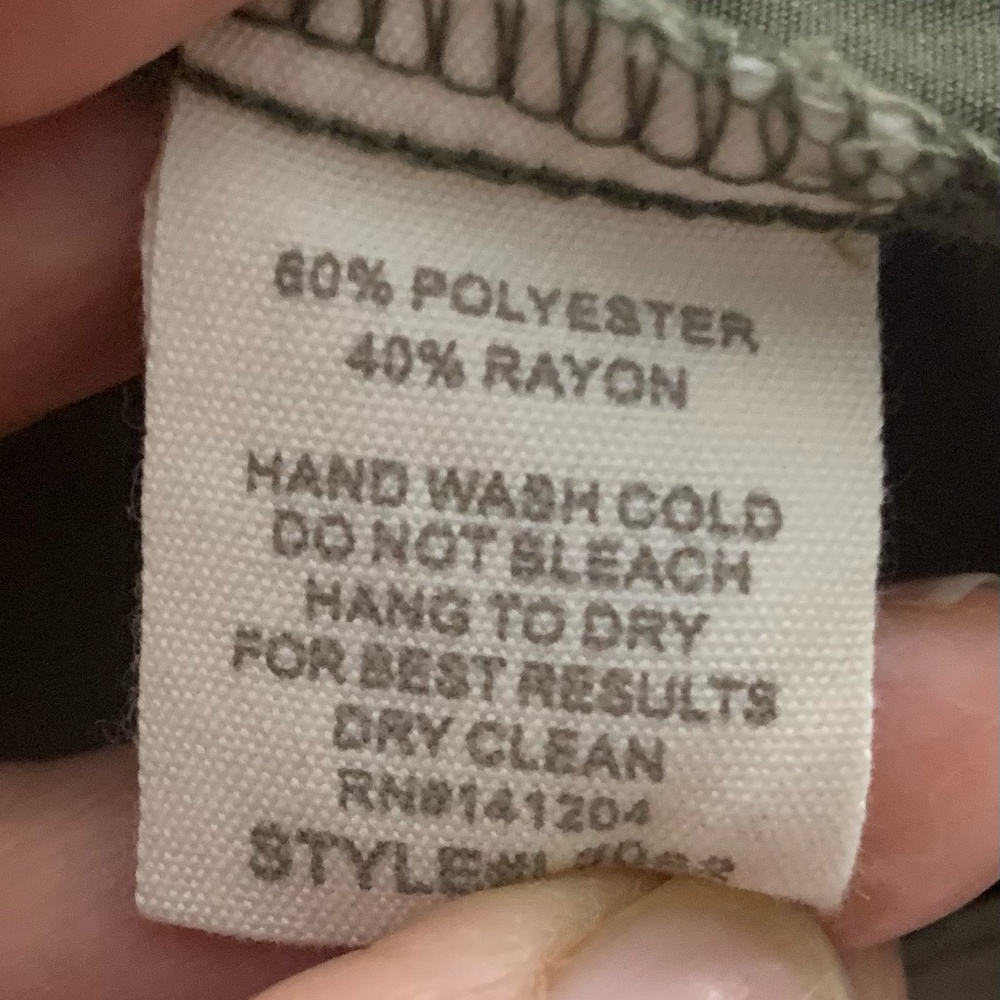 60% POLYESTER
40% RAYON
HAND WASH COLD
DO NOT BLEACH
HANG TO DRY
FOR BEST RESULTS
DRY CLEAN
RN#141204